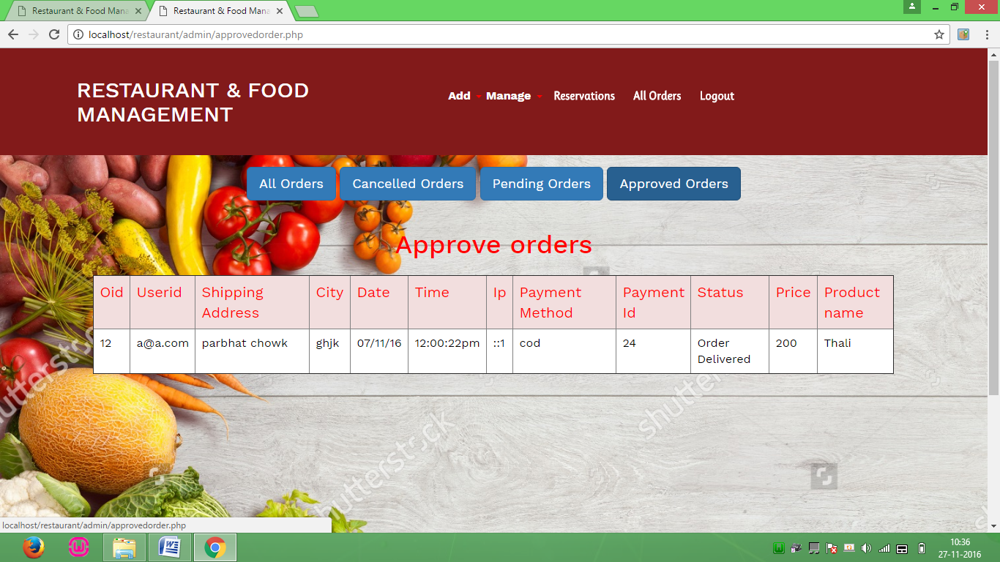 Restaurant & Food Mana
Restaurant & Food Mana
localhost/restaurant/admin/approvedorder.php
RESTAURANT & FOOD
MANAGEMENT
Add Manage Reservations All Orders Logout
All Orders Cancelled Orders Pending Orders Approved Orders
Approve orders
Oid Userid Shipping Address City Date Time Ip Payment Method Payment Id Status Price Product name
12 a@a.com parbhat chowk ghjk 07/11/16 12:00:22pm ::1 cod 24 Order Delivered 200 Thali
shutterstock
shutterstock
shutte
localhost/restaurant/admin/approvedorder.php
10:36
27-11-2016